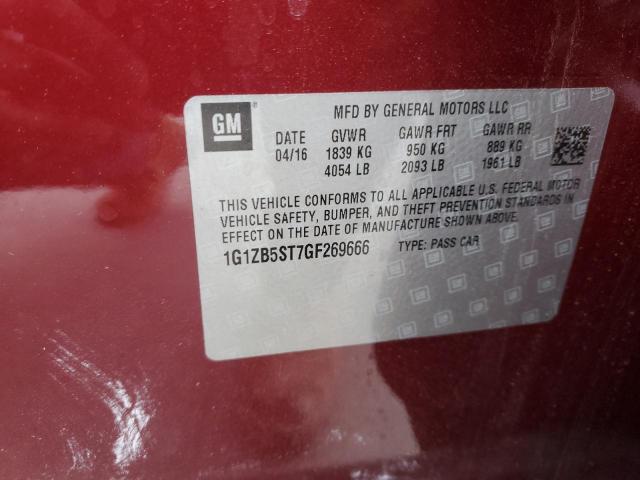 GM
MFD BY GENERAL MOTORS LLC
DATE GVWR GAWR FRT GAWR RR
04/16 1839 KG 950 KG 889 KG
4054 LB 2093 LB 1961 LB
THIS VEHICLE CONFORMS TO ALL APPLICABLE U.S. FEDERAL MOTOR
VEHICLE SAFETY, BUMPER, AND THEFT PREVENTION STANDARDS IN
EFFECT ON THE DATE OF MANUFACTURE SHOWN ABOVE.
1G1ZB5ST7GF269666 TYPE: PASS CAR